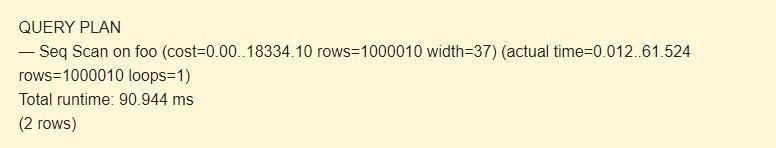 QUERY PLAN
— Seq Scan on foo (cost=0.00..18334.10 rows=1000010 width=37) (actual time=0.012..61.524
rows=1000010 loops=1)
Total runtime: 90.944 ms
(2 rows)